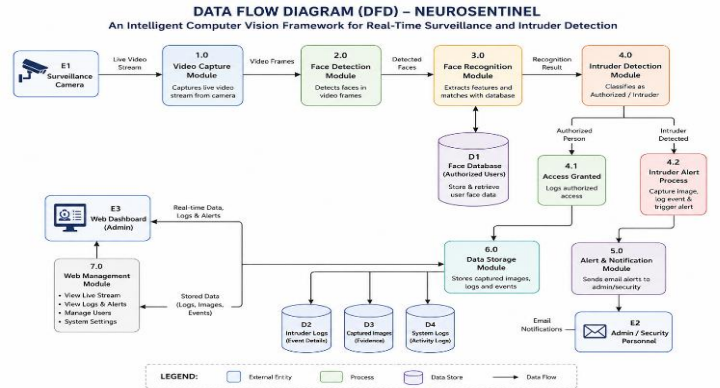 DATA FLOW DIAGRAM (DFD) – NEUROSENTINEL
An Intelligent Computer Vision Framework for Real-Time Surveillance and Intruder Detection
E1
Surveillance
Camera
Live Video
Stream
1.0
Video Capture
Module
Captures live video
stream from camera
Video Frames
2.0
Face Detection
Module
Detects faces in
video frames
Detected
Faces
3.0
Face Recognition
Module
Extracts features and
matches with database
Recognition
Result
4.0
Intruder Detection
Module
Classifies as
Authorized / Intruder
D1
Face Database
(Authorized Users)
Store & retrieve
user face data
Authorized
Person
Intruder
Detected
4.1
Access Granted
Logs authorized
access
4.2
Intruder Alert
Process
Capture image,
log event &
trigger alert
E3
Web Dashboard
(Admin)
Real-time Data,
Logs & Alerts
7.0
Web Management
Module
• View Live Stream
• View Logs & Alerts
• Manage Users
• System Settings
Stored Data
(Logs, Images,
Events)
6.0
Data Storage
Module
Stores captured images,
logs and events
5.0
Alert & Notification
Module
Sends email alerts to
admin/security
D2
Intruder Logs
(Event Details)
D3
Captured Images
(Evidence)
D4
System Logs
(Activity Logs)
Email
Notifications
E2
Admin / Security
Personnel
LEGEND:
External Entity
Process
Data Store
Data Flow